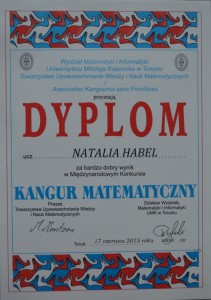 Wydział Matematyki i Informatyki
Uniwersytetu Mikołaja Kopernika w Toruniu
Towarzystwo Upowszechniania Wiedzy i Nauk Matematycznych
i
Association Kangourou sans Frontières
przyznają
DYPLOM
ucz. NATALIA HABEL
za bardzo dobry wynik
w Międzynarodowym Konkursie
KANGUR MATEMATYCZNY
Prezes
Towarzystwa Upowszechniania Wiedzy
i Nauk Matematycznych
Dziekan Wydziału
Matematyki i Informatyki
UMK w Toruniu
Toruń, 17 czerwca 2015 roku